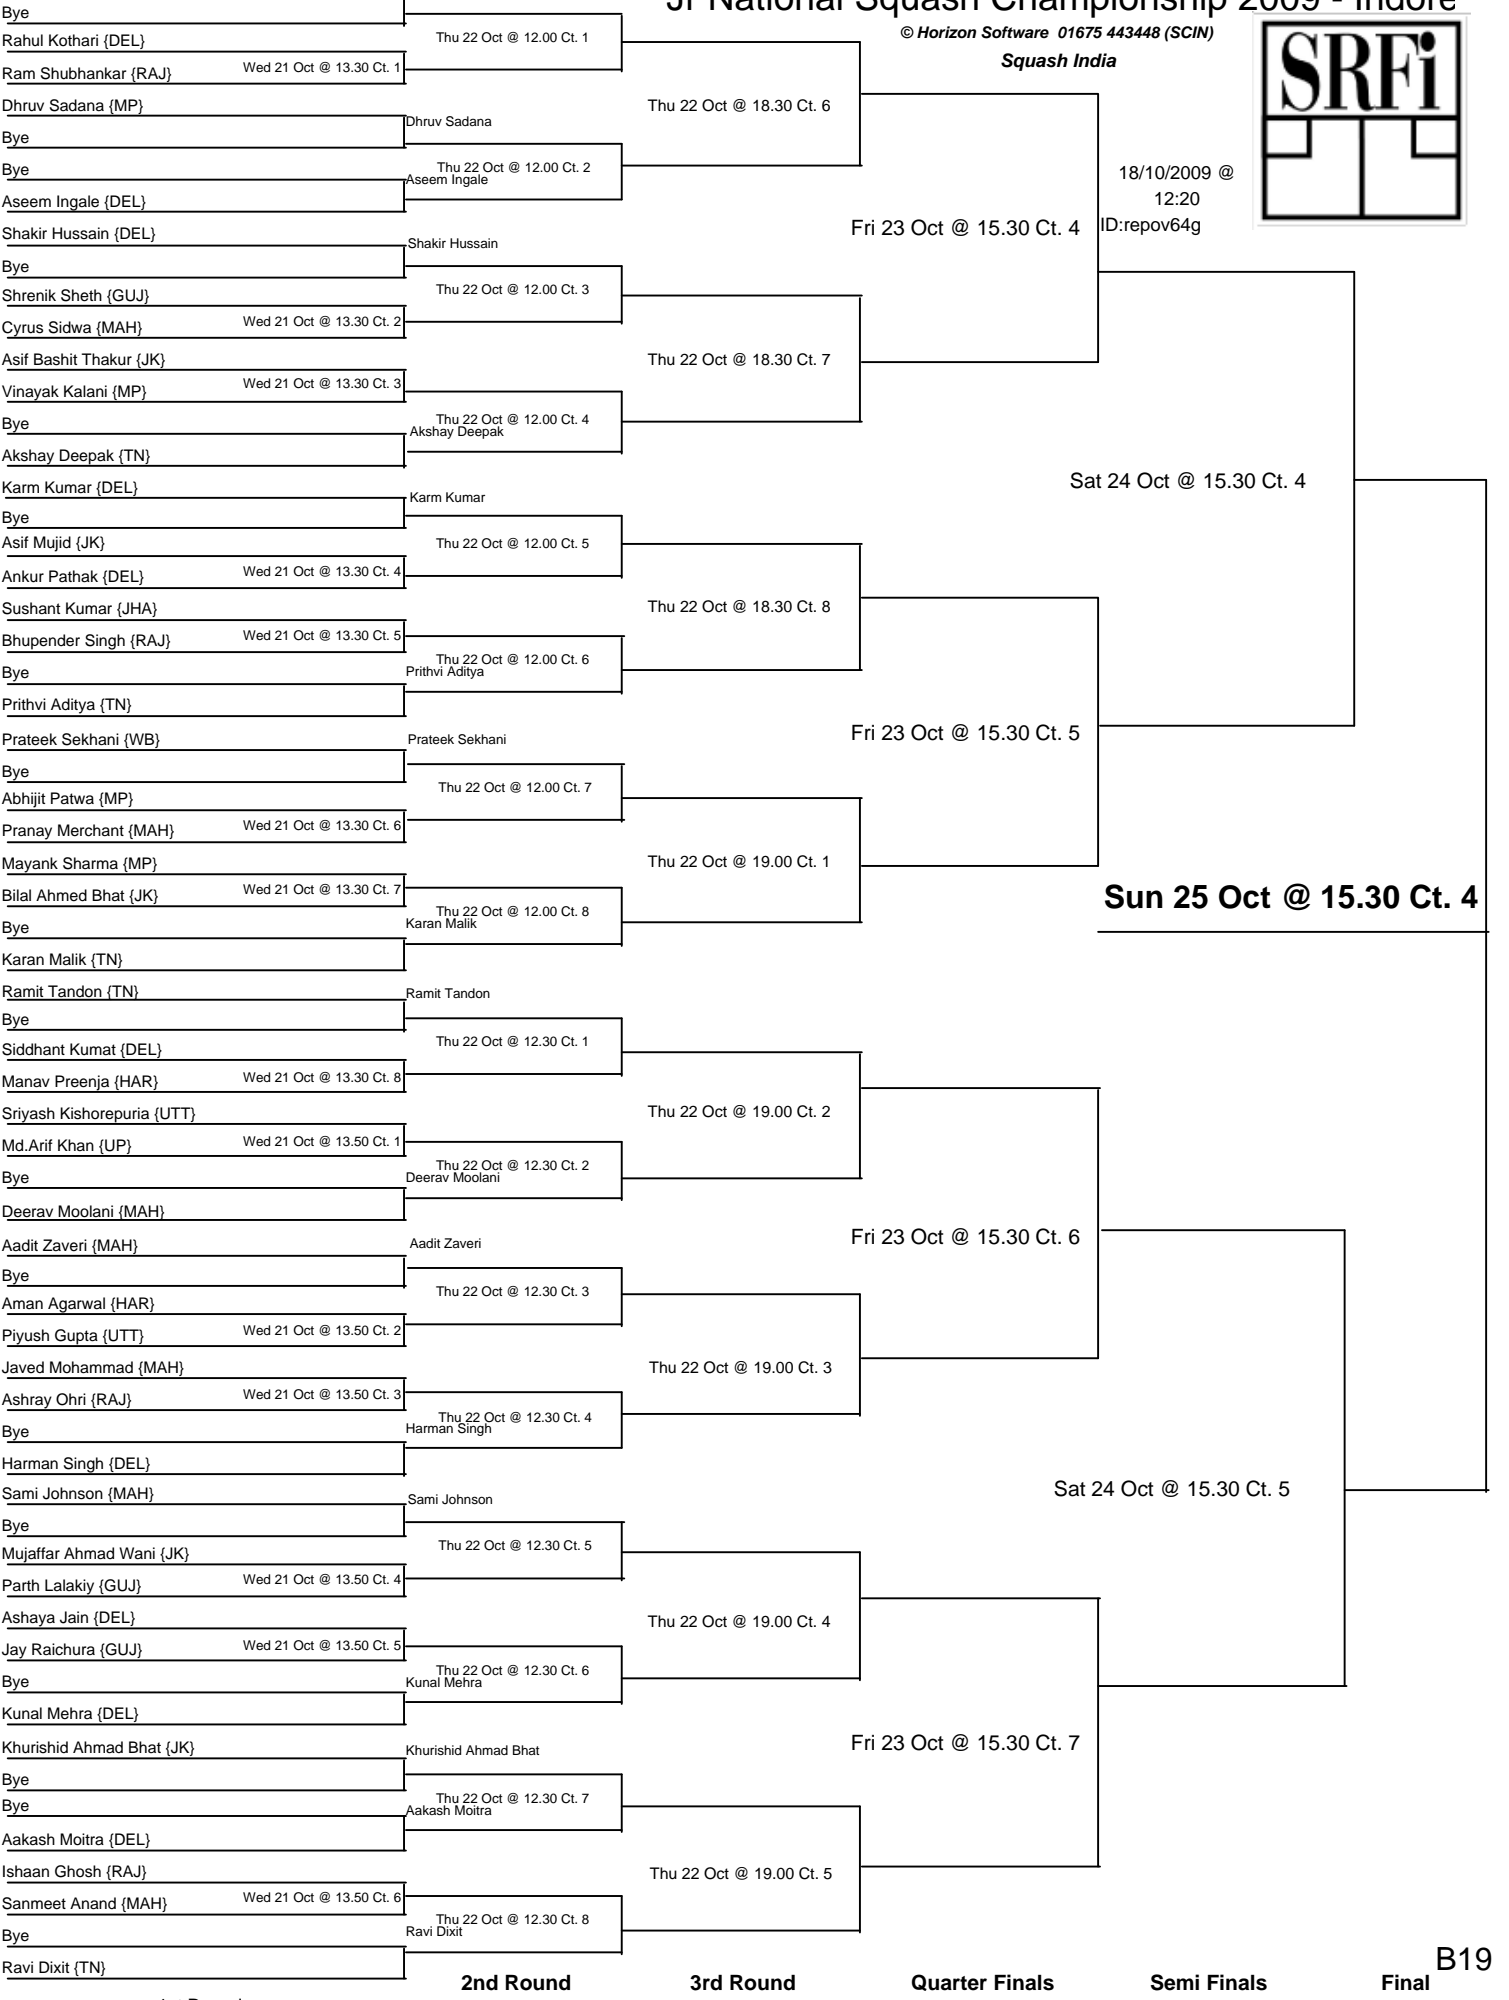 Jr National Squash Championship 2009 - Indore
© Horizon Software 01675 443448 (SCIN)
Squash India
SRFi
18/10/2009 @
12:20
ID:repov64g
Bye
Rahul Kothari {DEL}
Ram Shubhankar {RAJ}
Wed 21 Oct @ 13.30 Ct. 1
Dhruv Sadana {MP}
Bye
Bye
Aseem Ingale {DEL}
Shakir Hussain {DEL}
Bye
Shrenik Sheth {GUJ}
Cyrus Sidwa {MAH}
Wed 21 Oct @ 13.30 Ct. 2
Asif Bashit Thakur {JK}
Vinayak Kalani {MP}
Wed 21 Oct @ 13.30 Ct. 3
Bye
Akshay Deepak {TN}
Karm Kumar {DEL}
Bye
Asif Mujid {JK}
Ankur Pathak {DEL}
Wed 21 Oct @ 13.30 Ct. 4
Sushant Kumar {JHA}
Bhupender Singh {RAJ}
Wed 21 Oct @ 13.30 Ct. 5
Bye
Prithvi Aditya {TN}
Prateek Sekhani {WB}
Bye
Abhijit Patwa {MP}
Pranay Merchant {MAH}
Wed 21 Oct @ 13.30 Ct. 6
Mayank Sharma {MP}
Bilal Ahmed Bhat {JK}
Wed 21 Oct @ 13.30 Ct. 7
Bye
Karan Malik {TN}
Ramit Tandon {TN}
Bye
Siddhant Kumat {DEL}
Manav Preenja {HAR}
Wed 21 Oct @ 13.30 Ct. 8
Sriyash Kishorepuria {UTT}
Md.Arif Khan {UP}
Wed 21 Oct @ 13.50 Ct. 1
Bye
Deerav Moolani {MAH}
Aadit Zaveri {MAH}
Bye
Aman Agarwal {HAR}
Piyush Gupta {UTT}
Wed 21 Oct @ 13.50 Ct. 2
Javed Mohammad {MAH}
Ashray Ohri {RAJ}
Wed 21 Oct @ 13.50 Ct. 3
Bye
Harman Singh {DEL}
Sami Johnson {MAH}
Bye
Mujaffar Ahmad Wani {JK}
Parth Lalakiy {GUJ}
Wed 21 Oct @ 13.50 Ct. 4
Ashaya Jain {DEL}
Jay Raichura {GUJ}
Wed 21 Oct @ 13.50 Ct. 5
Bye
Kunal Mehra {DEL}
Khurishid Ahmad Bhat {JK}
Bye
Bye
Aakash Moitra {DEL}
Ishaan Ghosh {RAJ}
Sanmeet Anand {MAH}
Wed 21 Oct @ 13.50 Ct. 6
Bye
Ravi Dixit {TN}
Thu 22 Oct @ 12.00 Ct. 1
Dhruv Sadana
Thu 22 Oct @ 12.00 Ct. 2
Aseem Ingale
Shakir Hussain
Thu 22 Oct @ 12.00 Ct. 3
Thu 22 Oct @ 12.00 Ct. 4
Akshay Deepak
Karm Kumar
Thu 22 Oct @ 12.00 Ct. 5
Thu 22 Oct @ 12.00 Ct. 6
Prithvi Aditya
Prateek Sekhani
Thu 22 Oct @ 12.00 Ct. 7
Thu 22 Oct @ 12.00 Ct. 8
Karan Malik
Ramit Tandon
Thu 22 Oct @ 12.30 Ct. 1
Thu 22 Oct @ 12.30 Ct. 2
Deerav Moolani
Aadit Zaveri
Thu 22 Oct @ 12.30 Ct. 3
Thu 22 Oct @ 12.30 Ct. 4
Harman Singh
Sami Johnson
Thu 22 Oct @ 12.30 Ct. 5
Thu 22 Oct @ 12.30 Ct. 6
Kunal Mehra
Khurishid Ahmad Bhat
Thu 22 Oct @ 12.30 Ct. 7
Aakash Moitra
Thu 22 Oct @ 12.30 Ct. 8
Ravi Dixit
Thu 22 Oct @ 18.30 Ct. 6
Thu 22 Oct @ 18.30 Ct. 7
Thu 22 Oct @ 18.30 Ct. 8
Thu 22 Oct @ 19.00 Ct. 1
Thu 22 Oct @ 19.00 Ct. 2
Thu 22 Oct @ 19.00 Ct. 3
Thu 22 Oct @ 19.00 Ct. 4
Thu 22 Oct @ 19.00 Ct. 5
Fri 23 Oct @ 15.30 Ct. 4
Fri 23 Oct @ 15.30 Ct. 5
Fri 23 Oct @ 15.30 Ct. 6
Fri 23 Oct @ 15.30 Ct. 7
Sat 24 Oct @ 15.30 Ct. 4
Sat 24 Oct @ 15.30 Ct. 5
Sun 25 Oct @ 15.30 Ct. 4
B19
2nd Round
3rd Round
Quarter Finals
Semi Finals
Final